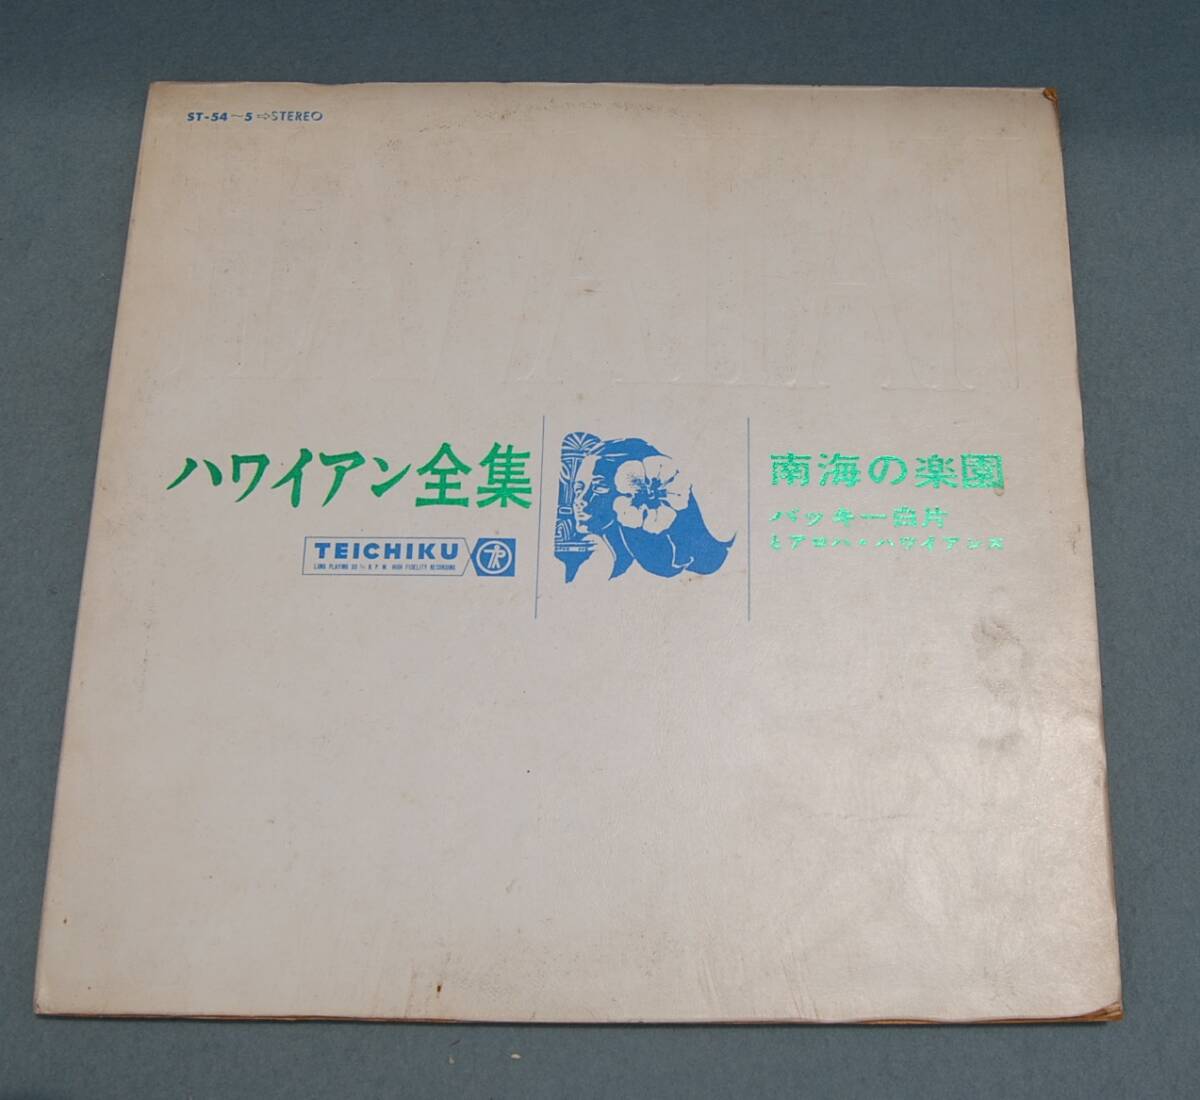 ST-54～5⇨STEREO
HAWAIIAN
ハワイアン全集
TEICHIKU
LONG PLAYING 33 1/3 R.P.M. HIGH FIDELITY RECORDING
南海の楽園
バッキー白片
とアロハ・ハワイアンズ